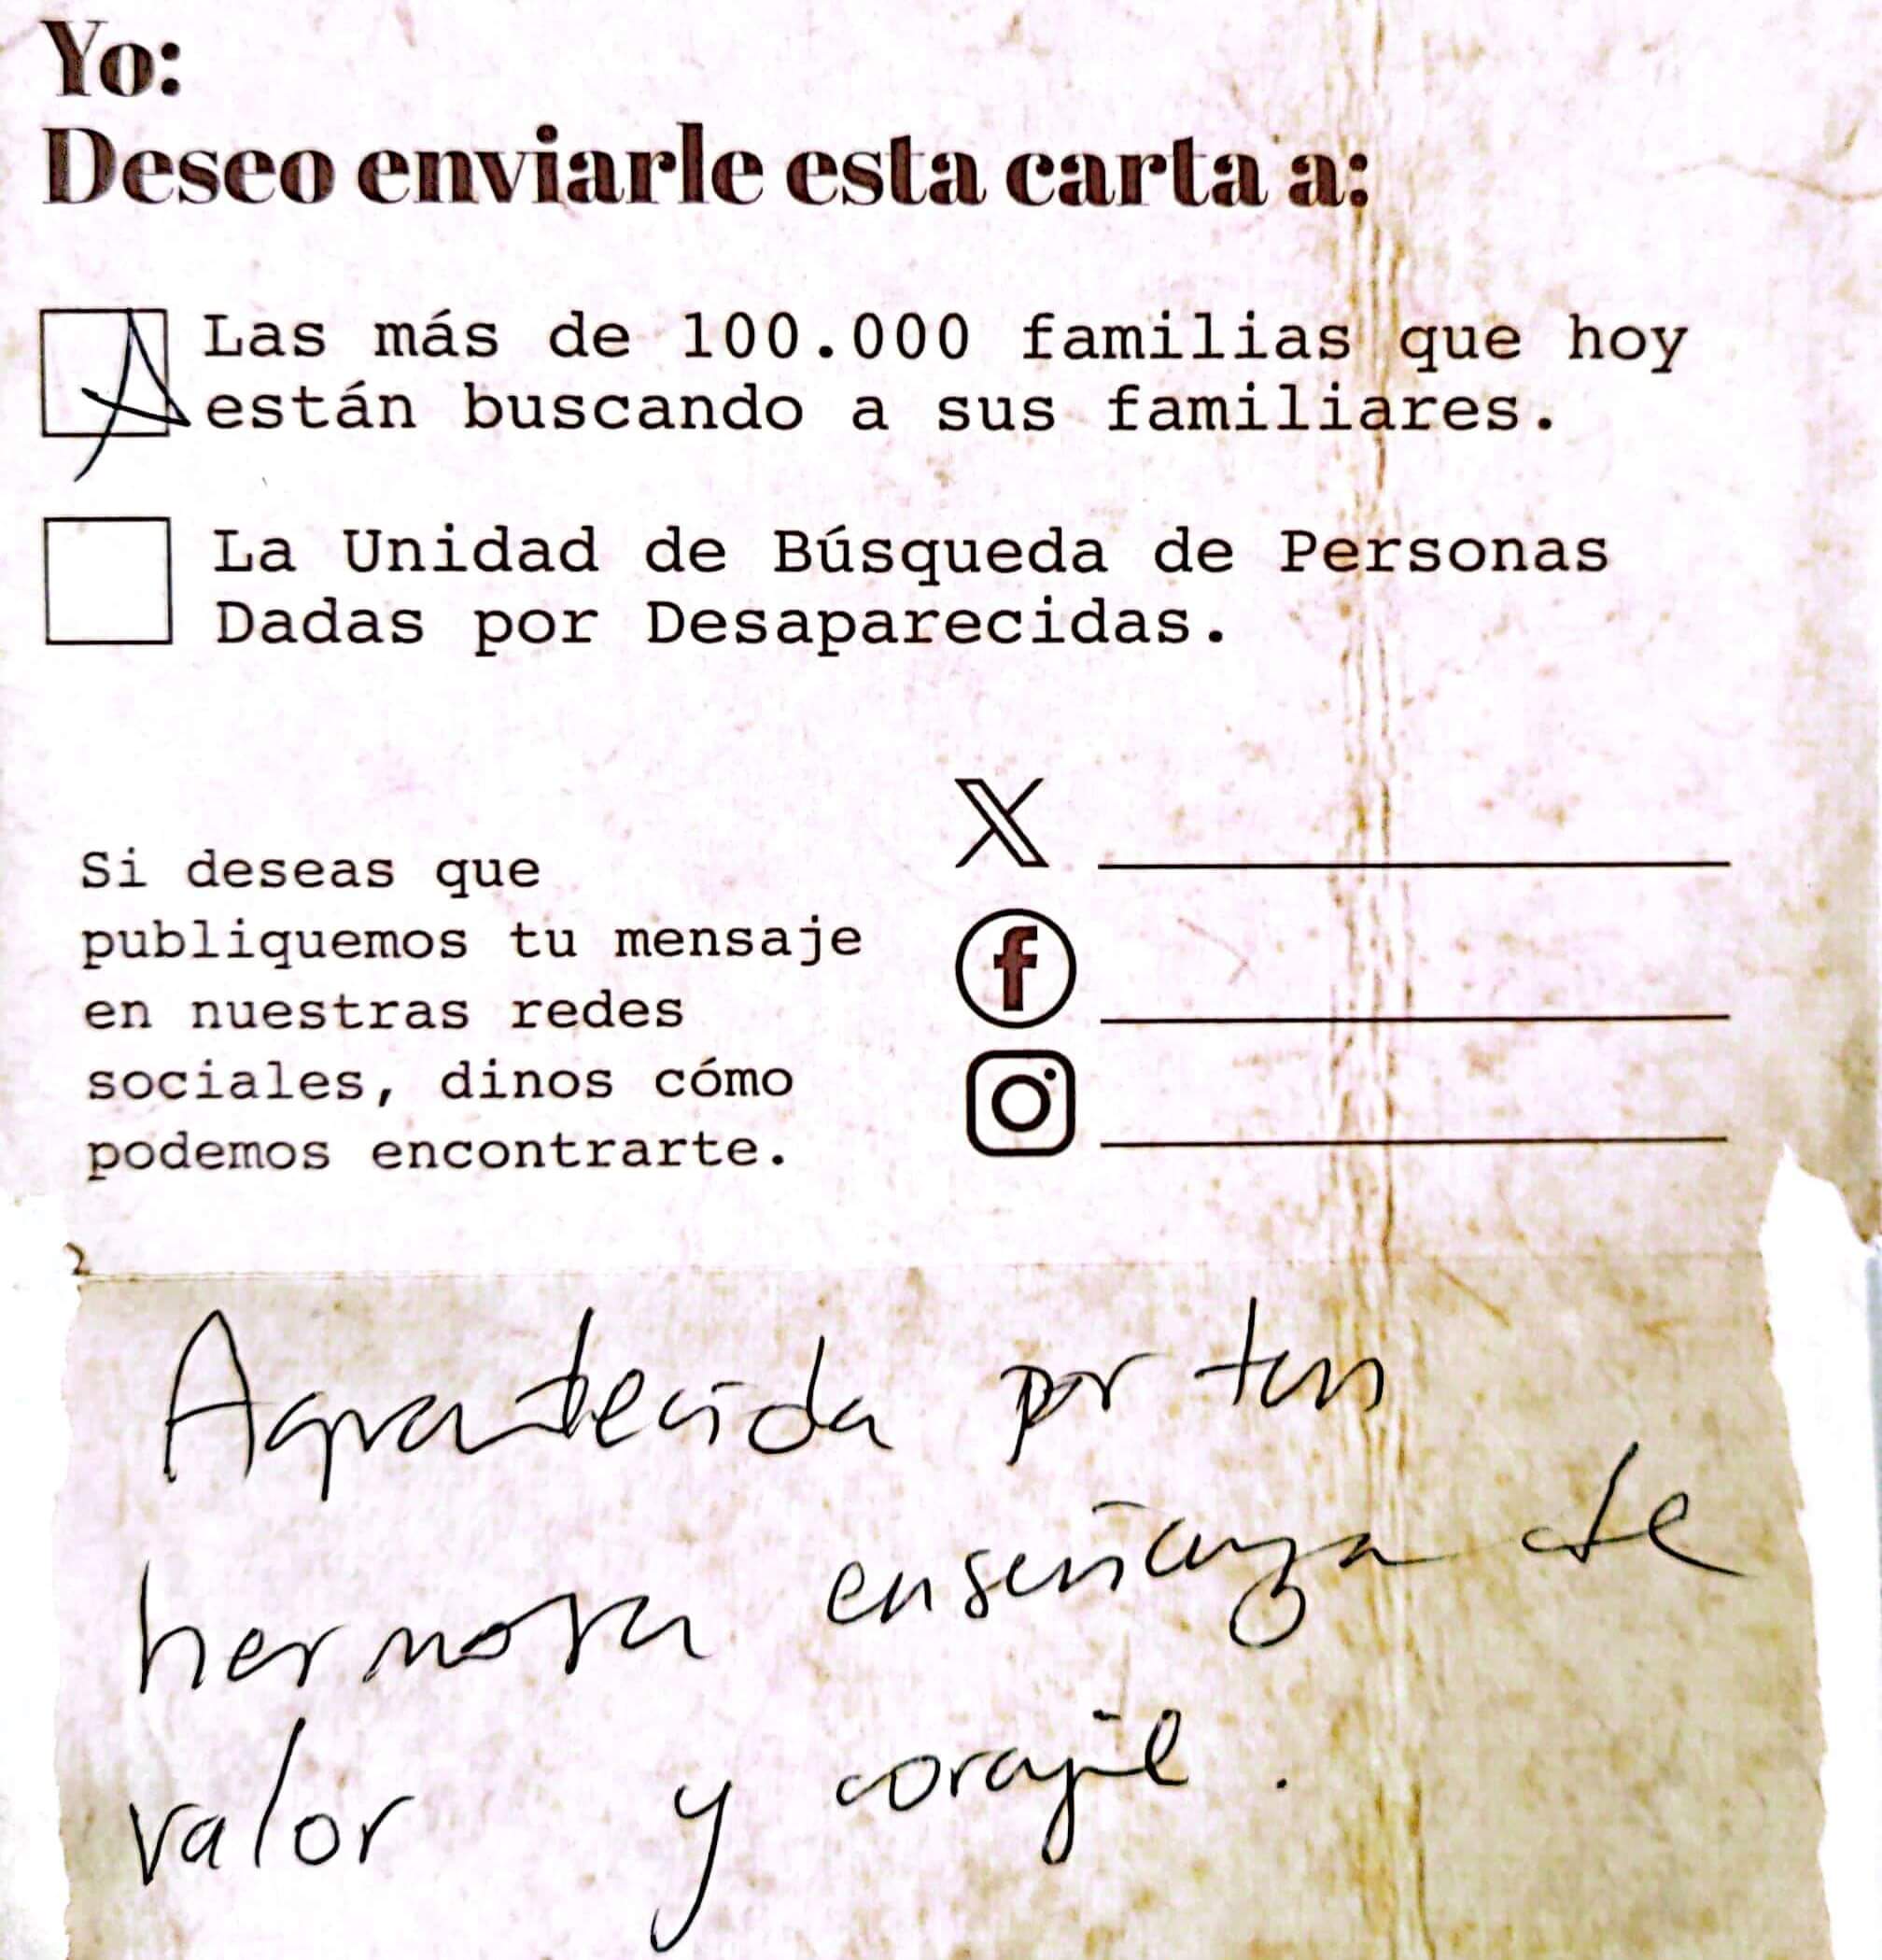 Yo:
Deseo enviarle esta carta a:
Las más de 100.000 familias que hoy
están buscando a sus familiares.
La Unidad de Búsqueda de Personas
Dadas por Desaparecidas.
Si deseas que
publiquemos tu mensaje
en nuestras redes
sociales, dinos cómo
podemos encontrarte.
Agradecida por tan
hermosa enseñanza de
valor y coraje.